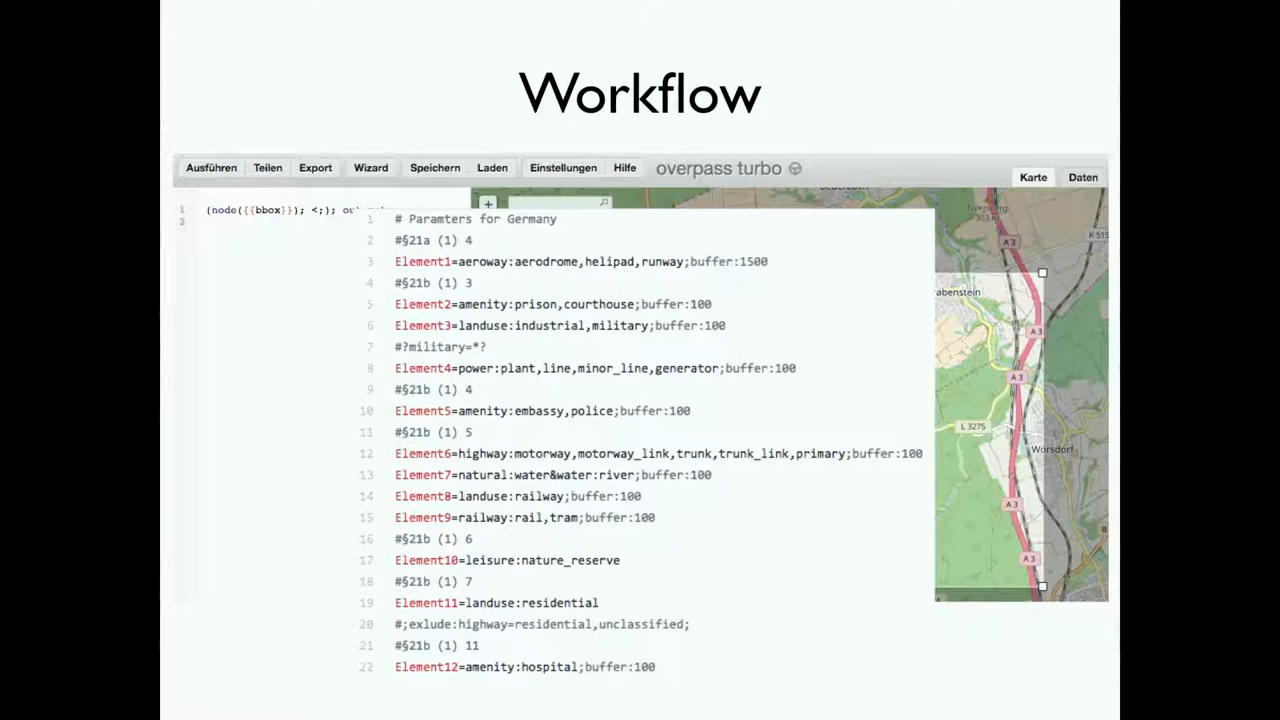 Workflow
Ausführen Teilen Export Wizard Speichern Laden Einstellungen Hilfe overpass turbo Karte Daten
1 (node({{bbox}}); <;);
2
+
1 # Paramters for Germany
2 #§21a (1) 4
3 Element1=aeroway:aerodrome,helipad,runway;buffer:1500
4 #§21b (1) 3
5 Element2=amenity:prison,courthouse;buffer:100
6 Element3=landuse:industrial,military;buffer:100
7 #?military=*?
8 Element4=power:plant,line,minor_line,generator;buffer:100
9 #§21b (1) 4
10 Element5=amenity:embassy,police;buffer:100
11 #§21b (1) 5
12 Element6=highway:motorway,motorway_link,trunk,trunk_link,primary;buffer:100
13 Element7=natural:water&water:river;buffer:100
14 Element8=landuse:railway;buffer:100
15 Element9=railway:rail,tram;buffer:100
16 #§21b (1) 6
17 Element10=leisure:nature_reserve
18 #§21b (1) 7
19 Element11=landuse:residential
20 #;exlude:highway=residential,unclassified;
21 #§21b (1) 11
22 Element12=amenity:hospital;buffer:100
A 3
K 515
abenstein
A 3
A 3
L 3275
Worsdorf
A 3
A 3